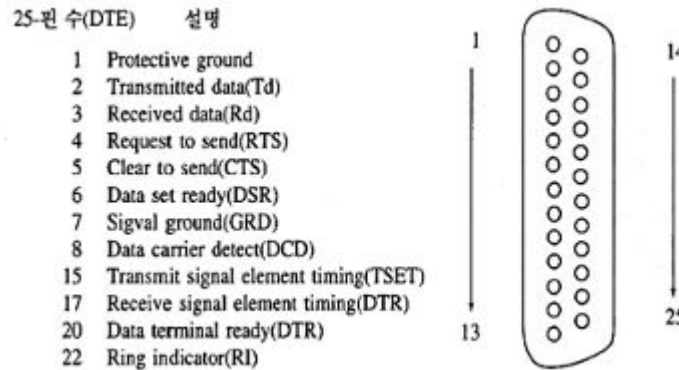 25-핀 수(DTE) 설명
1 Protective ground
2 Transmitted data(Td)
3 Received data(Rd)
4 Request to send(RTS)
5 Clear to send(CTS)
6 Data set ready(DSR)
7 Sigval ground(GRD)
8 Data carrier detect(DCD)
15 Transmit signal element timing(TSET)
17 Receive signal element timing(DTR)
20 Data terminal ready(DTR)
22 Ring indicator(RI)
1
14
13
25